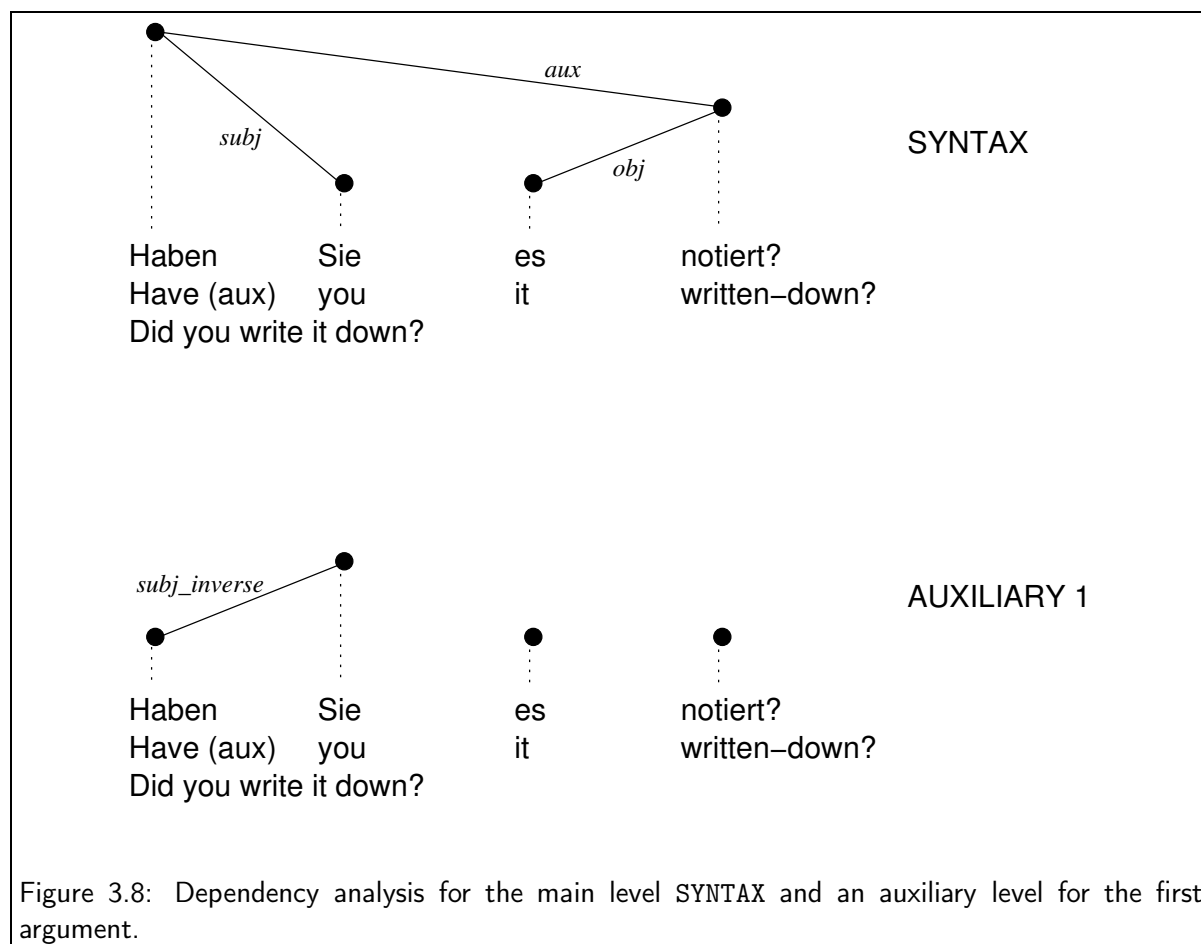 aux
subj
obj
SYNTAX
Haben Sie es notiert?
Have (aux) you it written–down?
Did you write it down?
subj_inverse
AUXILIARY 1
Haben Sie es notiert?
Have (aux) you it written–down?
Did you write it down?
Figure 3.8: Dependency analysis for the main level SYNTAX and an auxiliary level for the first
argument.